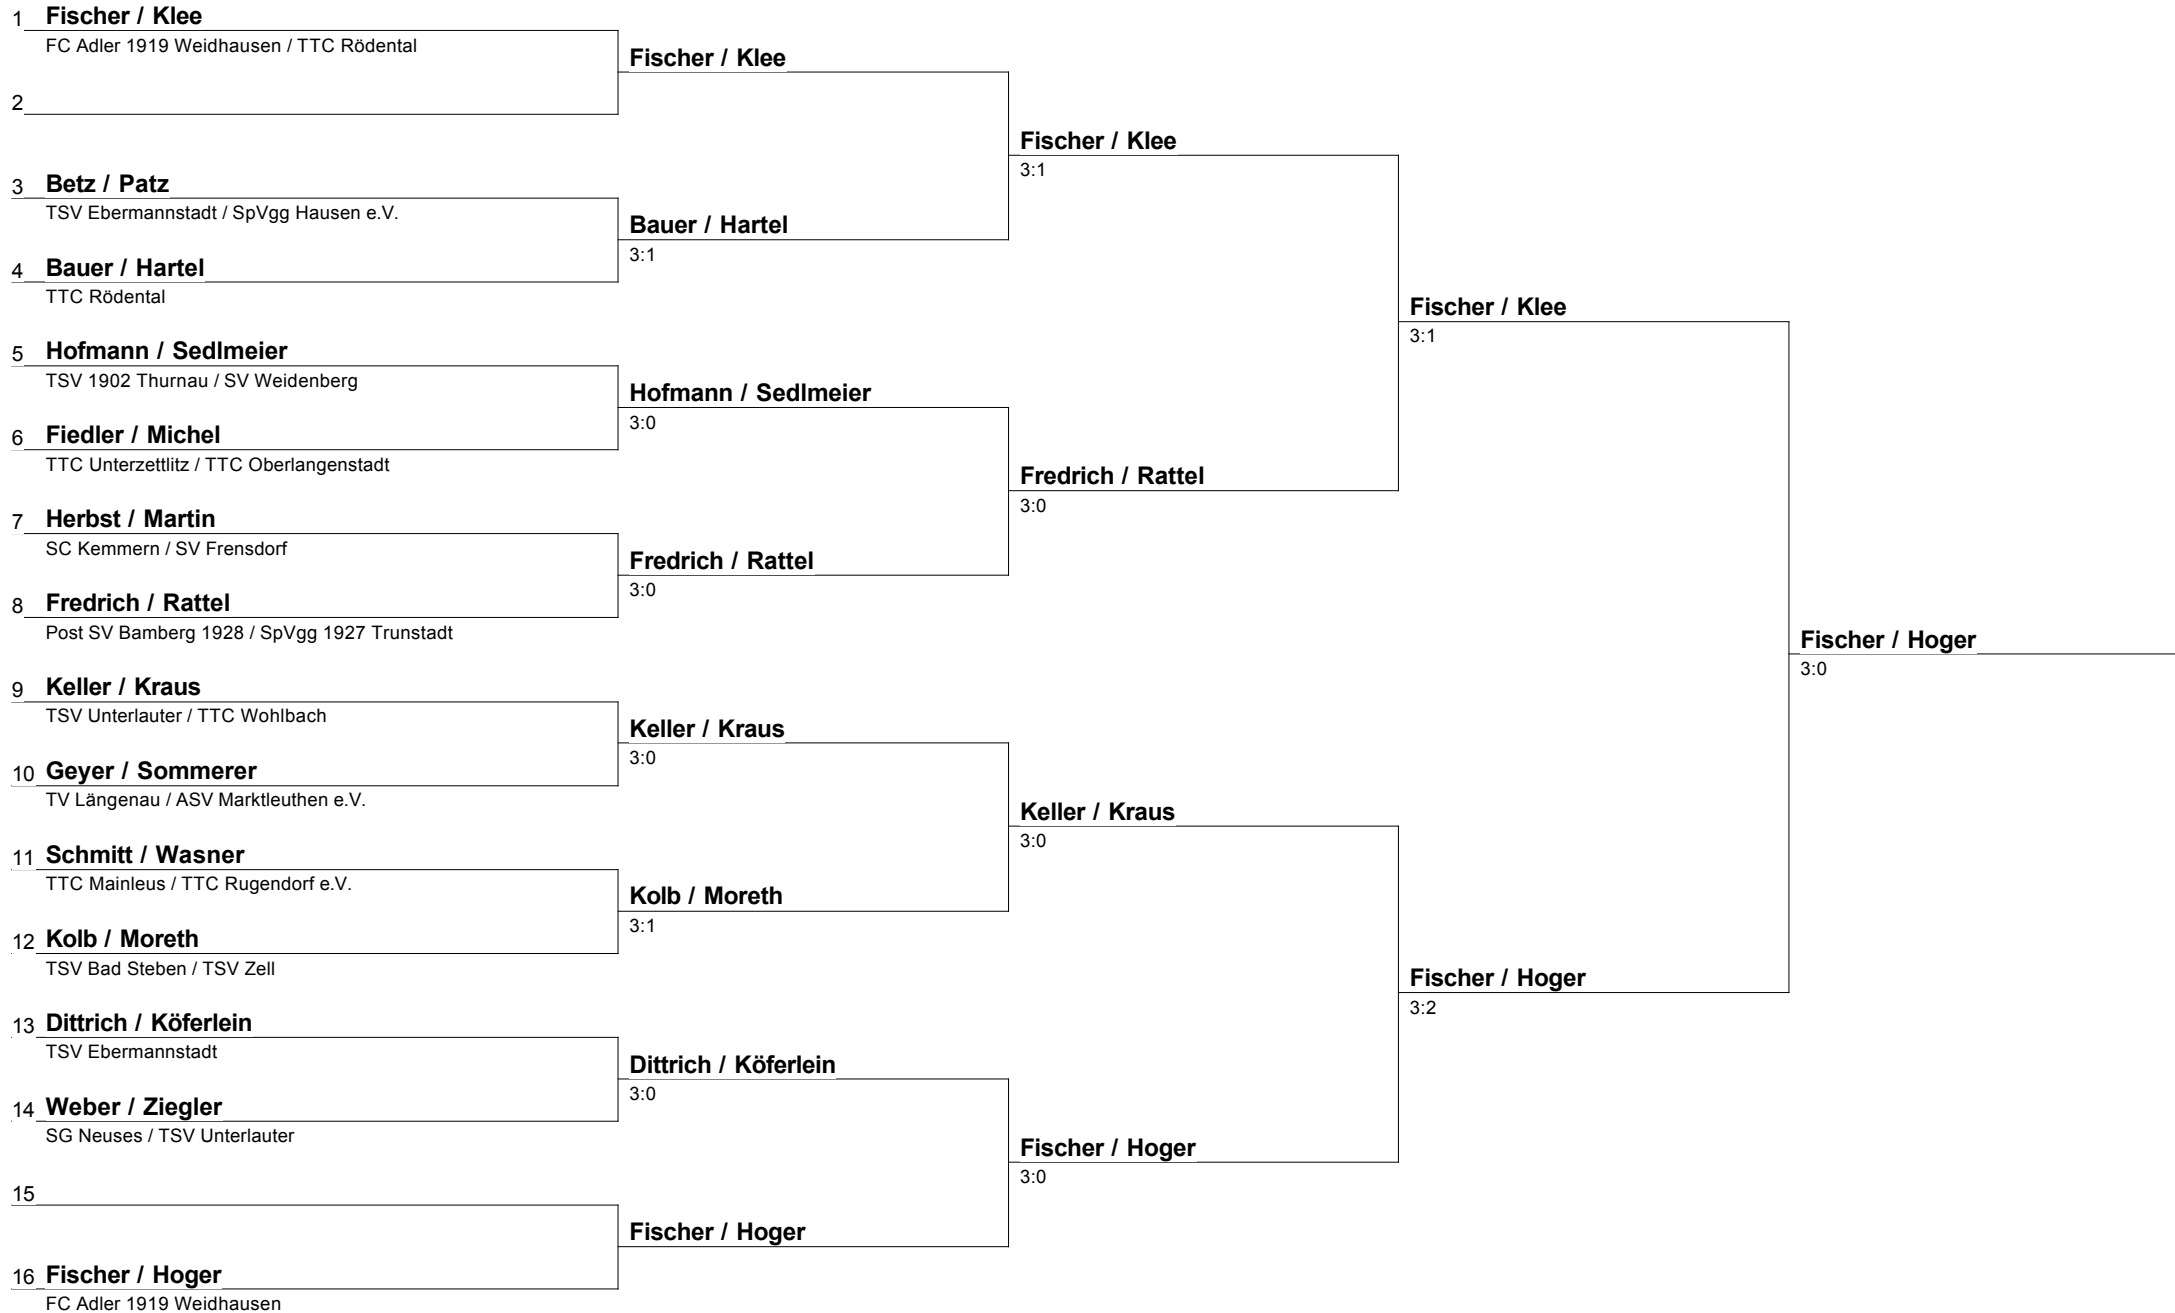 1 Fischer / Klee
FC Adler 1919 Weidhausen / TTC Rödental
Fischer / Klee
2
Fischer / Klee
3:1
3 Betz / Patz
TSV Ebermannstadt / SpVgg Hausen e.V.
Bauer / Hartel
3:1
4 Bauer / Hartel
TTC Rödental
Fischer / Klee
3:1
5 Hofmann / Sedlmeier
TSV 1902 Thurnau / SV Weidenberg
Hofmann / Sedlmeier
3:0
6 Fiedler / Michel
TTC Unterzettlitz / TTC Oberlangenstadt
Fredrich / Rattel
3:0
7 Herbst / Martin
SC Kemmern / SV Frensdorf
Fredrich / Rattel
3:0
8 Fredrich / Rattel
Post SV Bamberg 1928 / SpVgg 1927 Trunstadt
Fischer / Hoger
3:0
9 Keller / Kraus
TSV Unterlauter / TTC Wohlbach
Keller / Kraus
3:0
10 Geyer / Sommerer
TV Längenau / ASV Marktleuthen e.V.
Keller / Kraus
3:0
11 Schmitt / Wasner
TTC Mainleus / TTC Rugendorf e.V.
Kolb / Moreth
3:1
12 Kolb / Moreth
TSV Bad Steben / TSV Zell
Fischer / Hoger
3:2
13 Dittrich / Köferlein
TSV Ebermannstadt
Dittrich / Köferlein
3:0
14 Weber / Ziegler
SG Neuses / TSV Unterlauter
Fischer / Hoger
3:0
15
Fischer / Hoger
16 Fischer / Hoger
FC Adler 1919 Weidhausen